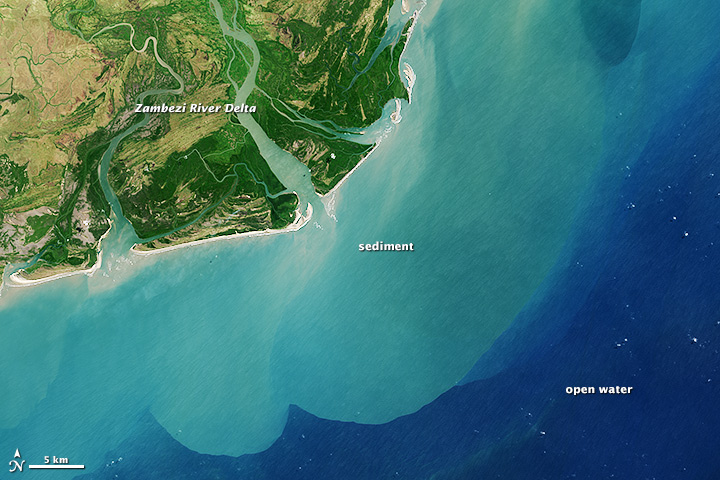 Zambezi River Delta
sediment
open water
N
5 km